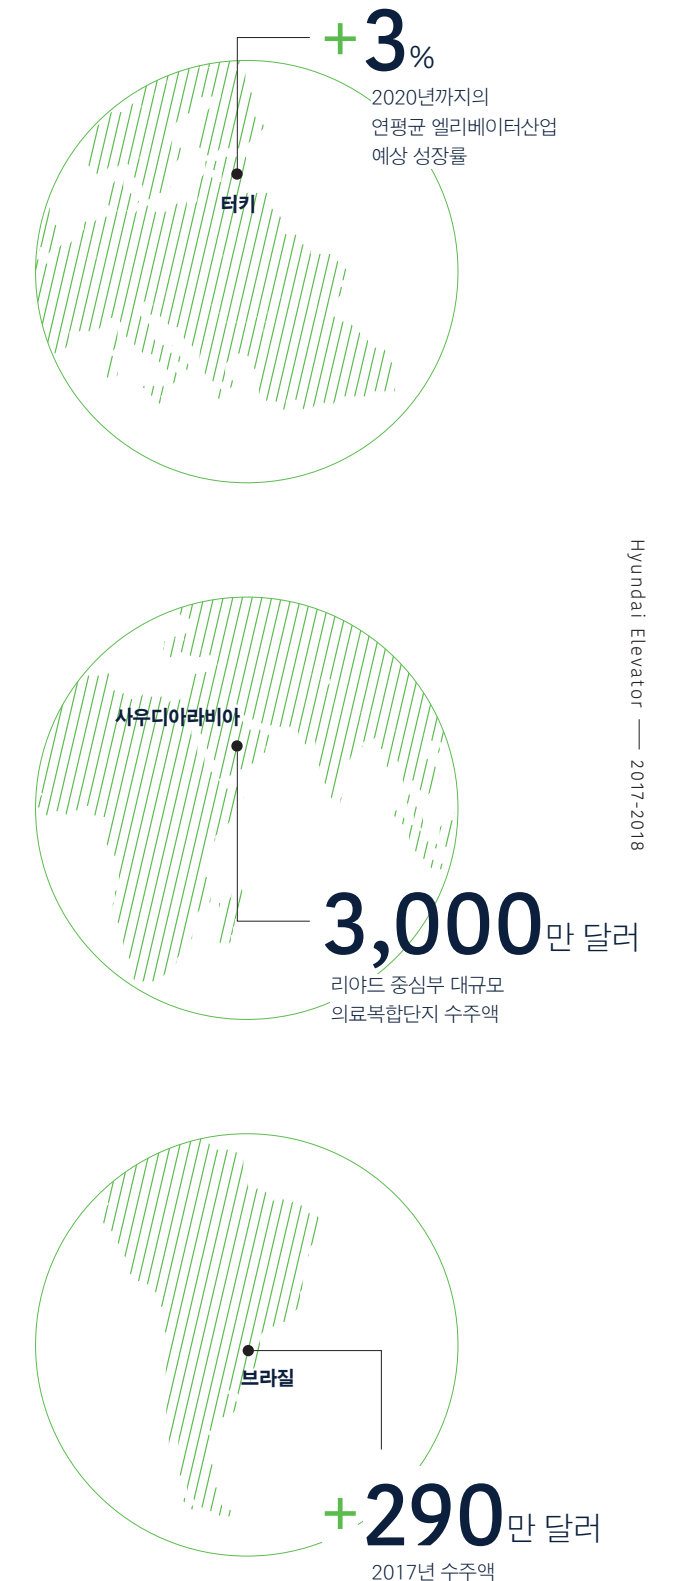 +3%
2020년까지의
연평균 엘리베이터산업
예상 성장률
터키
Hyundai Elevator — 2017-2018
사우디아라비아
3,000만 달러
리야드 중심부 대규모
의료복합단지 수주액
브라질
+290만 달러
2017년 수주액